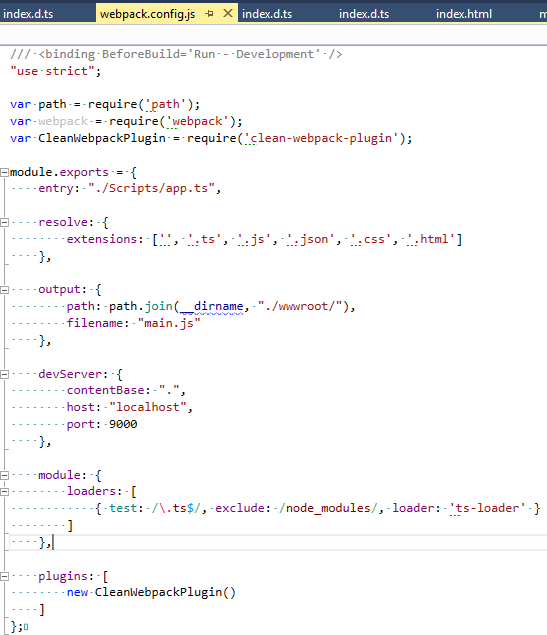 index.d.ts webpack.config.js index.d.ts index.d.ts index.html
/// <binding BeforeBuild='Run - Development' />
"use strict";
var path = require('path');
var webpack = require('webpack');
var CleanWebpackPlugin = require('clean-webpack-plugin');
module.exports = {
entry: "./Scripts/app.ts",
resolve: {
extensions: ['', '.ts', '.js', '.json', '.css', '.html']
},
output: {
path: path.join(__dirname, "./wwwroot/"),
filename: "main.js"
},
devServer: {
contentBase: ".",
host: "localhost",
port: 9000
},
module: {
loaders: [
{ test: /\.ts$/, exclude: /node_modules/, loader: 'ts-loader' }
]
},
plugins: [
new CleanWebpackPlugin()
]
};